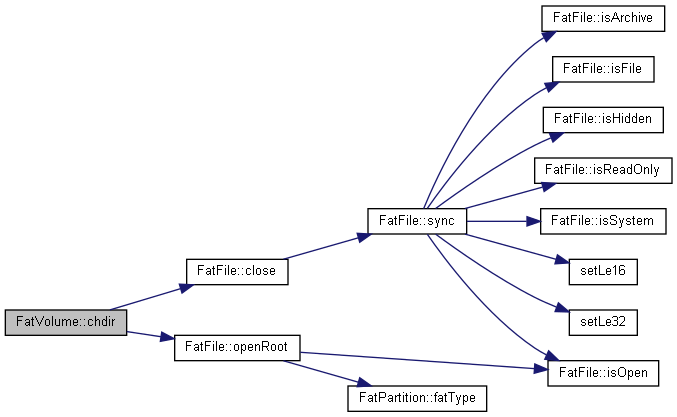 FatVolume::chdir
FatFile::close
FatFile::openRoot
FatFile::sync
FatPartition::fatType
FatFile::isArchive
FatFile::isFile
FatFile::isHidden
FatFile::isReadOnly
FatFile::isSystem
setLe16
setLe32
FatFile::isOpen